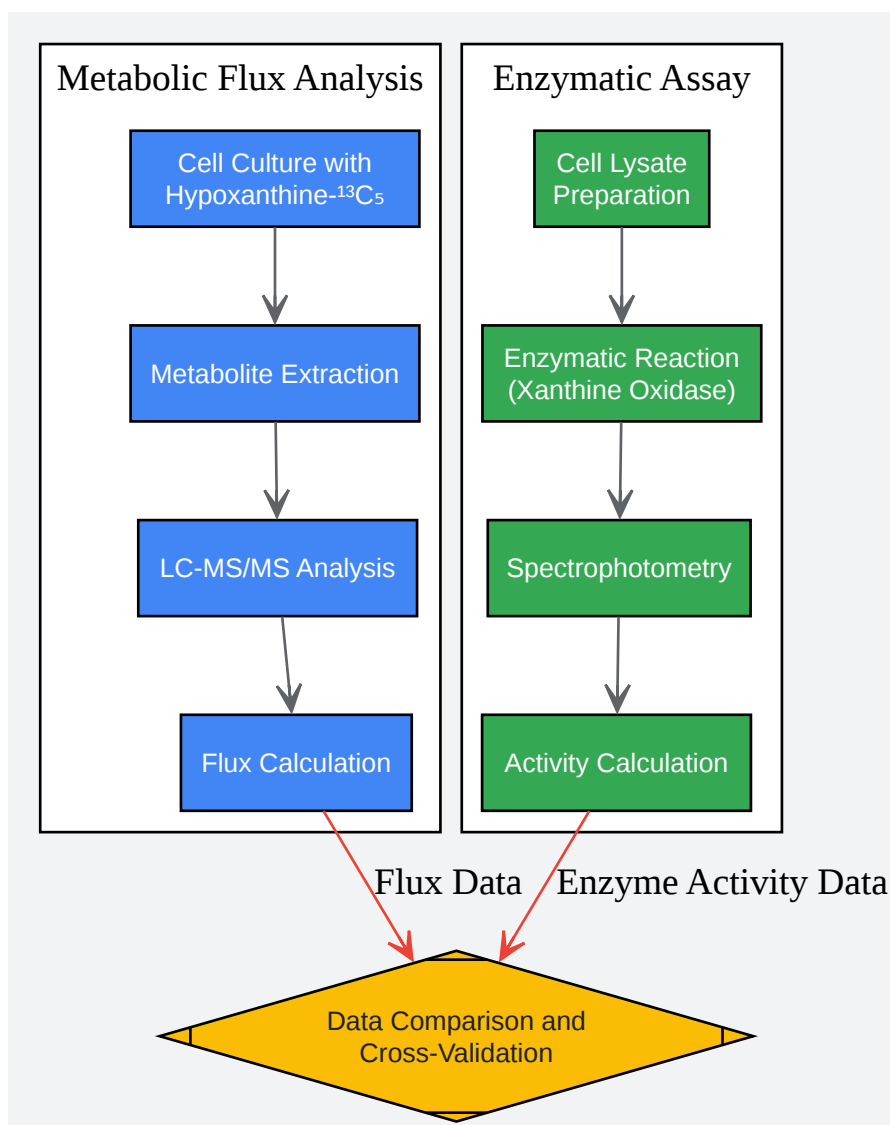 Metabolic Flux Analysis
Cell Culture with
Hypoxanthine-¹³C₅
Metabolite Extraction
LC-MS/MS Analysis
Flux Calculation
Enzymatic Assay
Cell Lysate
Preparation
Enzymatic Reaction
(Xanthine Oxidase)
Spectrophotometry
Activity Calculation
Flux Data
Enzyme Activity Data
Data Comparison and
Cross-Validation